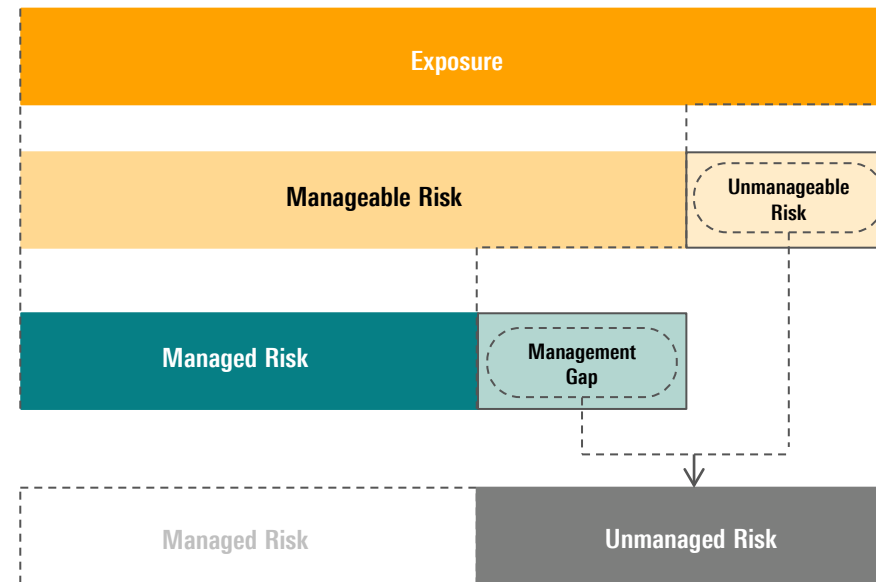 Exposure
Manageable Risk
Unmanageable
Risk
Managed Risk
Management
Gap
Managed Risk
Unmanaged Risk